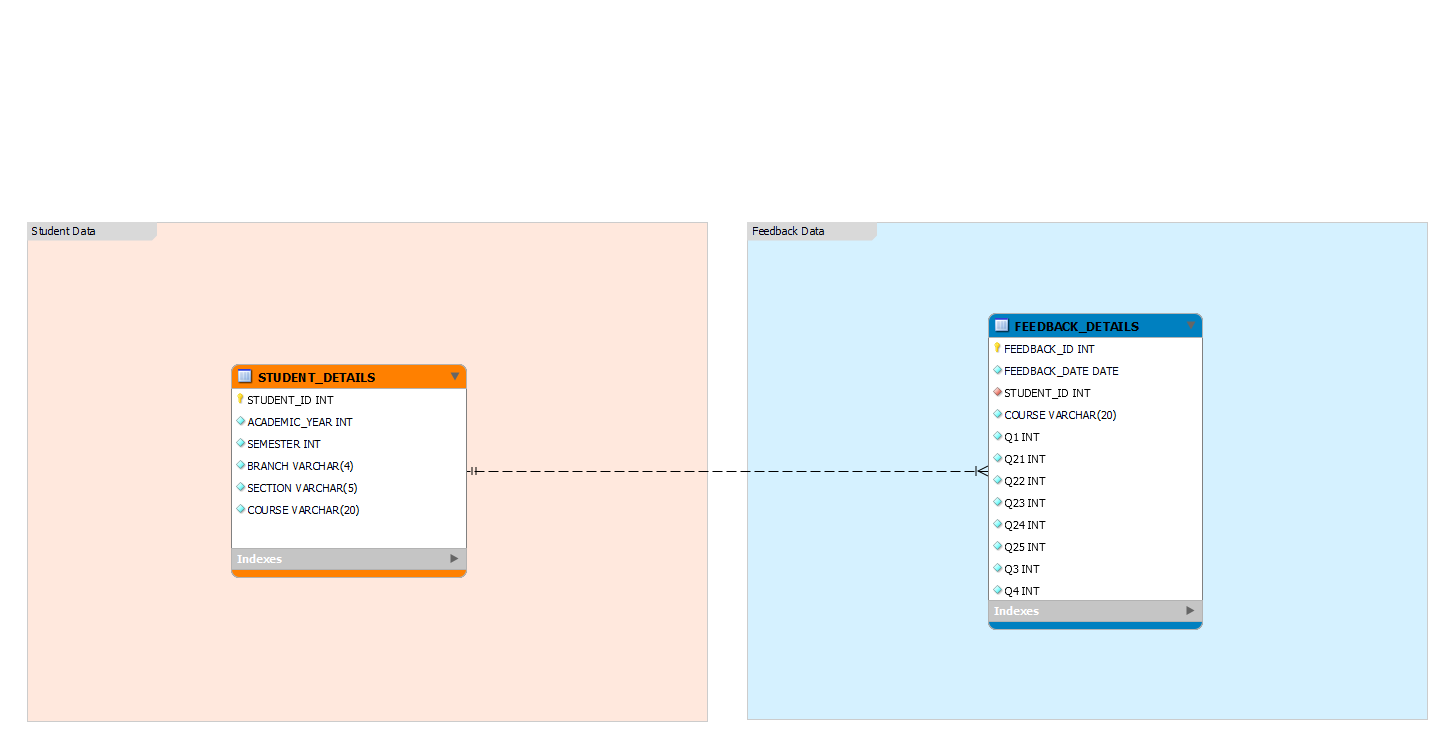 Student Data
STUDENT_DETAILS
STUDENT_ID INT
ACADEMIC_YEAR INT
SEMESTER INT
BRANCH VARCHAR(4)
SECTION VARCHAR(5)
COURSE VARCHAR(20)
Indexes
Feedback Data
FEEDBACK_DETAILS
FEEDBACK_ID INT
FEEDBACK_DATE DATE
STUDENT_ID INT
COURSE VARCHAR(20)
Q1 INT
Q21 INT
Q22 INT
Q23 INT
Q24 INT
Q25 INT
Q3 INT
Q4 INT
Indexes